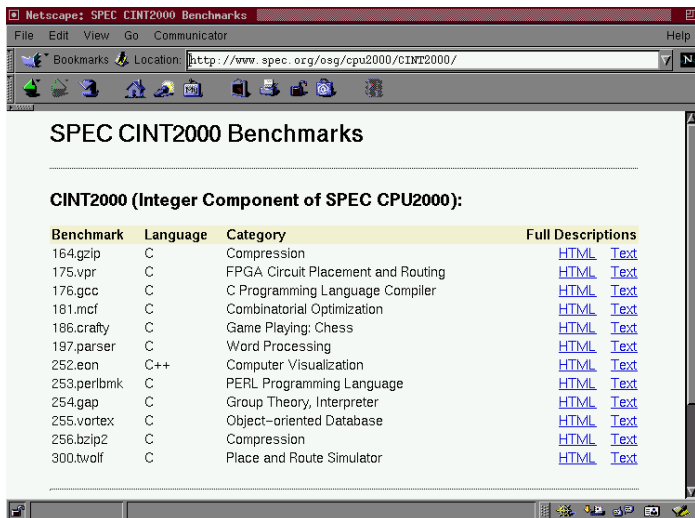 Netscape: SPEC CINT2000 Benchmarks
File Edit View Go Communicator Help
Bookmarks Location: http://www.spec.org/osg/cpu2000/CINT2000/ N
SPEC CINT2000 Benchmarks
CINT2000 (Integer Component of SPEC CPU2000):
Benchmark Language Category Full Descriptions
164.gzip C Compression HTML Text
175.vpr C FPGA Circuit Placement and Routing HTML Text
176.gcc C C Programming Language Compiler HTML Text
181.mcf C Combinatorial Optimization HTML Text
186.crafty C Game Playing: Chess HTML Text
197.parser C Word Processing HTML Text
252.eon C++ Computer Visualization HTML Text
253.perlbmk C PERL Programming Language HTML Text
254.gap C Group Theory, Interpreter HTML Text
255.vortex C Object-oriented Database HTML Text
256.bzip2 C Compression HTML Text
300.twolf C Place and Route Simulator HTML Text